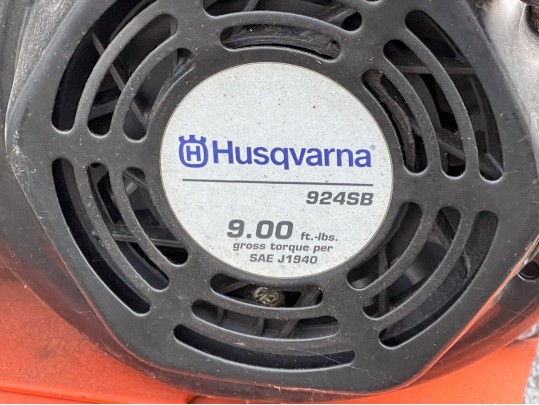 Husqvarna
924SB
9.00 ft.-lbs.
gross torque per
SAE J1940